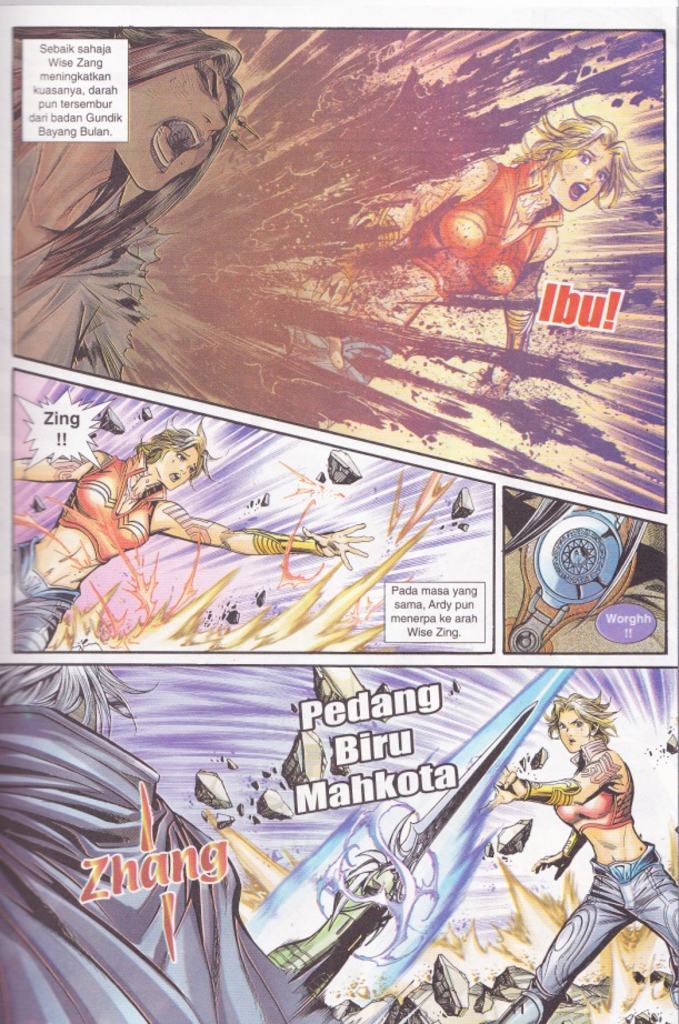 Sebaik sahaja
Wise Zang
meningkatkan
kuasanya, darah
pun tersembur
dari badan Gundik
Bayang Bulan.
Ibu!
Zing
!!
Pada masa yang
sama, Ardy pun
menerpa ke arah
Wise Zing.
Worghh
!!
Pedang
Biru
Mahkota
Zhang